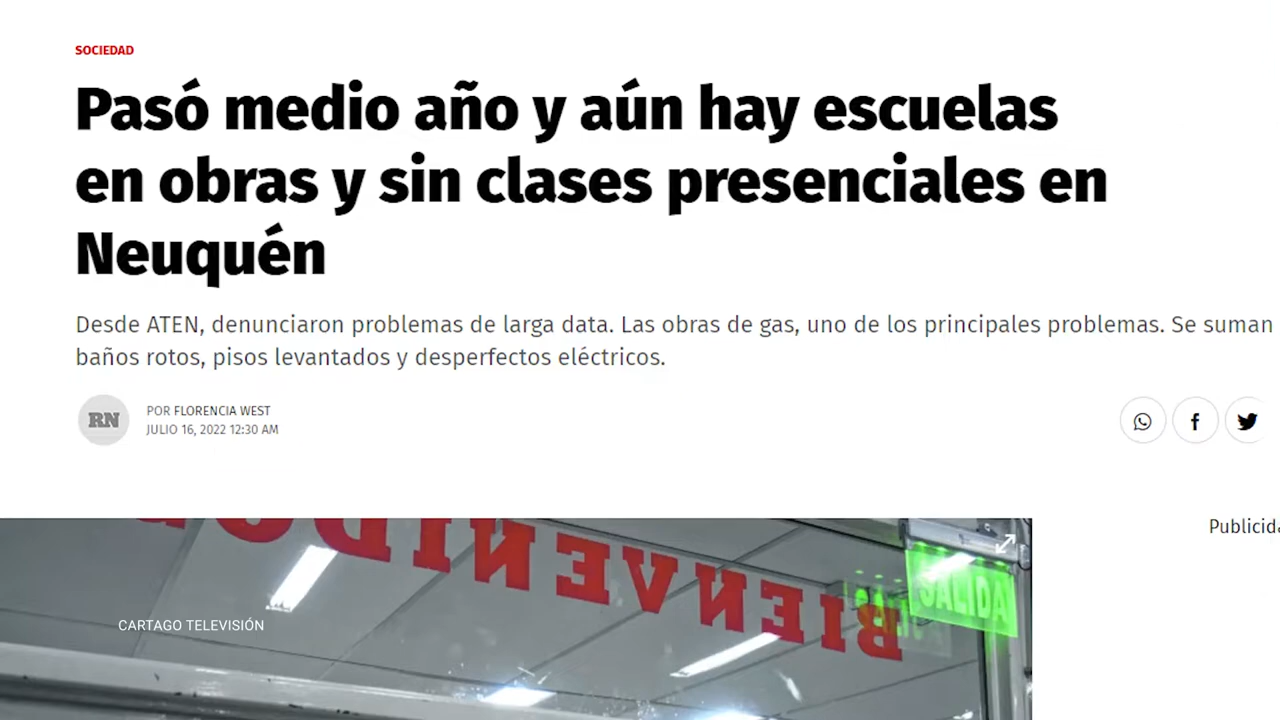 SOCIEDAD
Pasó medio año y aún hay escuelas
en obras y sin clases presenciales en
Neuquén
Desde ATEN, denunciaron problemas de larga data. Las obras de gas, uno de los principales problemas. Se suman
baños rotos, pisos levantados y desperfectos eléctricos.
RN
POR FLORENCIA WEST
JULIO 16, 2022 12:30 AM
BIENVENIDOS
SALIDA
CARTAGO TELEVISIÓN